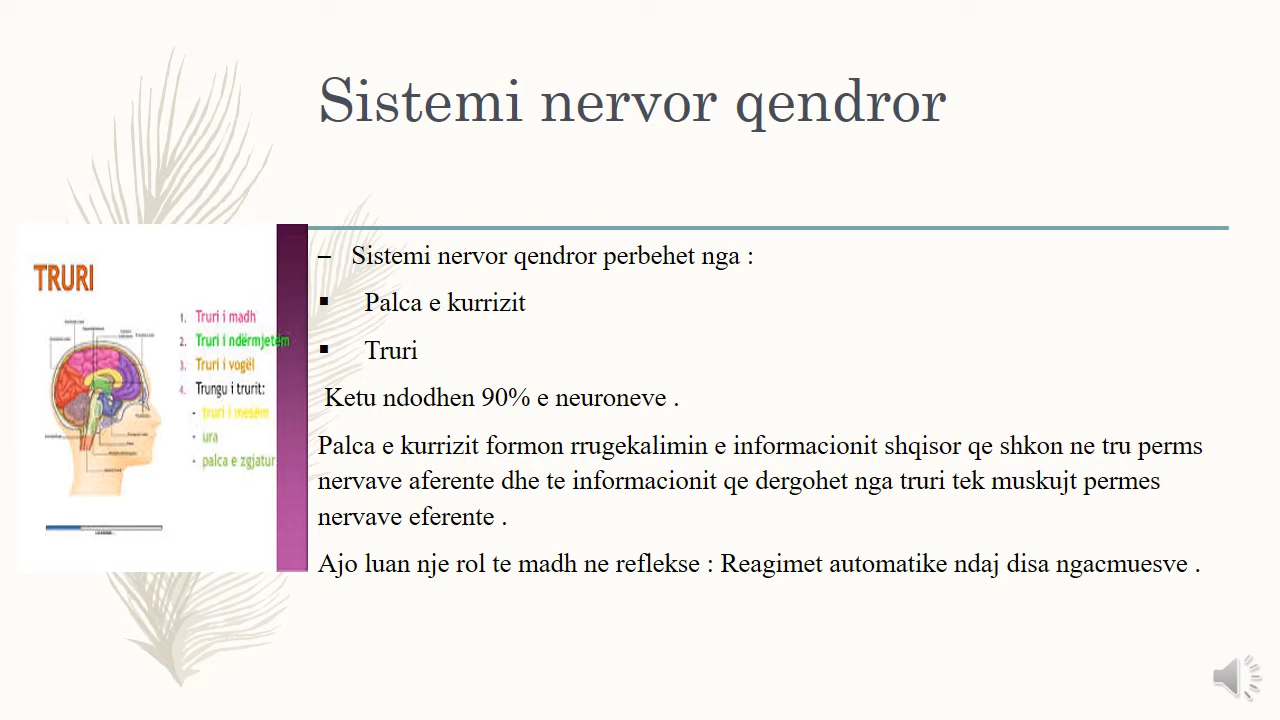 Sistemi nervor qendror
TRURI
1. Truri i madh
2. Truri i ndërmjetëm
3. Truri i vogël
4. Trungu i trurit:
- truri i mesëm
- ura
- palca e zgjatur
– Sistemi nervor qendror perbehet nga :
▪ Palca e kurrizit
▪ Truri
Ketu ndodhen 90% e neuroneve .
Palca e kurrizit formon rrugekalimin e informacionit shqisor qe shkon ne tru perms
nervave aferente dhe te informacionit qe dergohet nga truri tek muskujt permes
nervave eferente .
Ajo luan nje rol te madh ne reflekse : Reagimet automatike ndaj disa ngacmuesve .